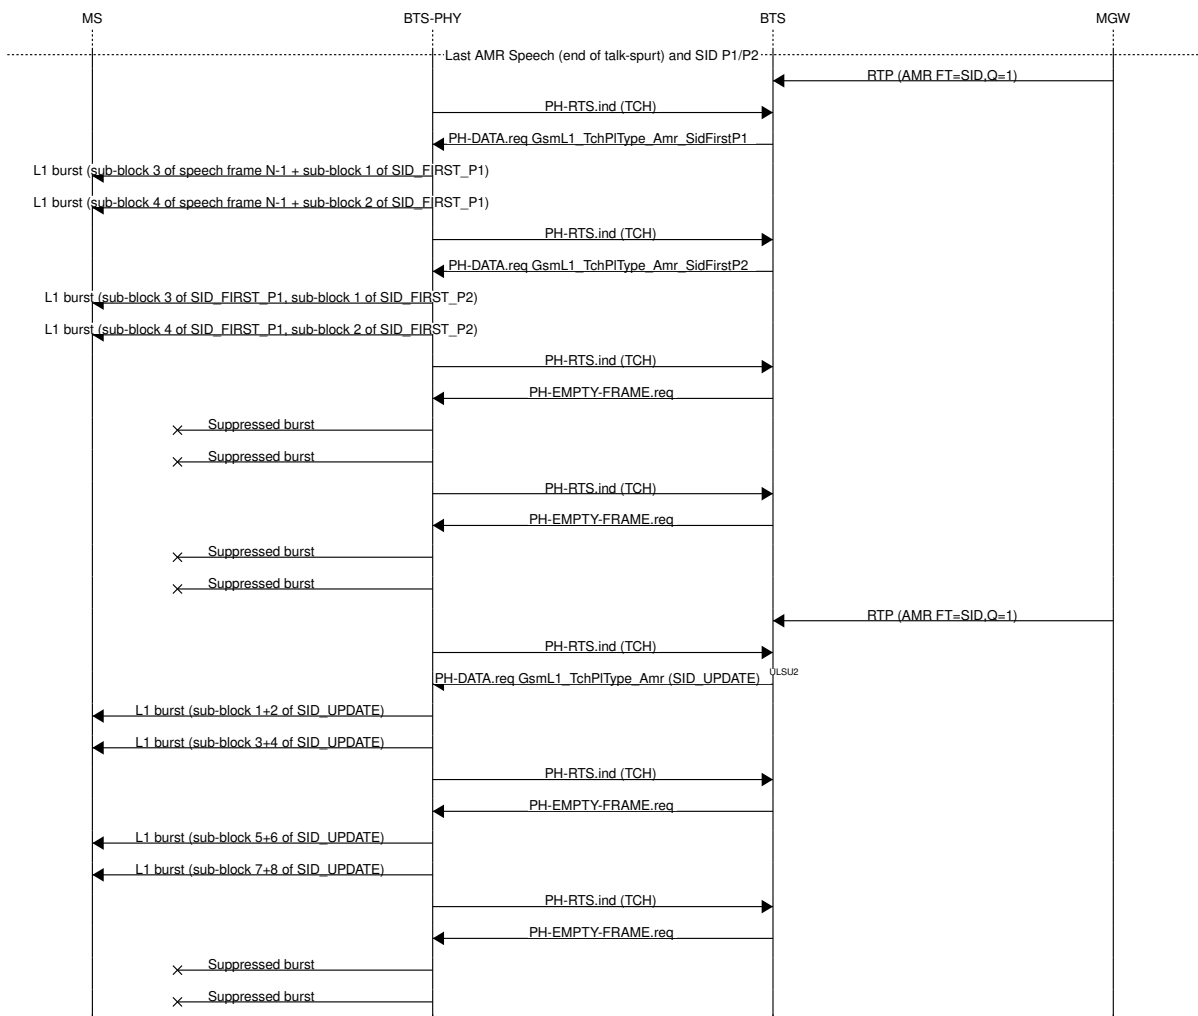 MS BTS-PHY BTS MGW
Last AMR Speech (end of talk-spurt) and SID P1/P2
RTP (AMR FT=SID,Q=1)
PH-RTS.ind (TCH)
PH-DATA.req GsmL1_TchPlType_Amr_SidFirstP1
L1 burst (sub-block 3 of speech frame N-1 + sub-block 1 of SID_FIRST_P1)
L1 burst (sub-block 4 of speech frame N-1 + sub-block 2 of SID_FIRST_P1)
PH-RTS.ind (TCH)
PH-DATA.req GsmL1_TchPlType_Amr_SidFirstP2
L1 burst (sub-block 3 of SID_FIRST_P1, sub-block 1 of SID_FIRST_P2)
L1 burst (sub-block 4 of SID_FIRST_P1, sub-block 2 of SID_FIRST_P2)
PH-RTS.ind (TCH)
PH-EMPTY-FRAME.req
Suppressed burst
Suppressed burst
PH-RTS.ind (TCH)
PH-EMPTY-FRAME.req
Suppressed burst
Suppressed burst
RTP (AMR FT=SID,Q=1)
PH-RTS.ind (TCH)
PH-DATA.req GsmL1_TchPlType_Amr (SID_UPDATE) ULSU2
L1 burst (sub-block 1+2 of SID_UPDATE)
L1 burst (sub-block 3+4 of SID_UPDATE)
PH-RTS.ind (TCH)
PH-EMPTY-FRAME.req
L1 burst (sub-block 5+6 of SID_UPDATE)
L1 burst (sub-block 7+8 of SID_UPDATE)
PH-RTS.ind (TCH)
PH-EMPTY-FRAME.req
Suppressed burst
Suppressed burst